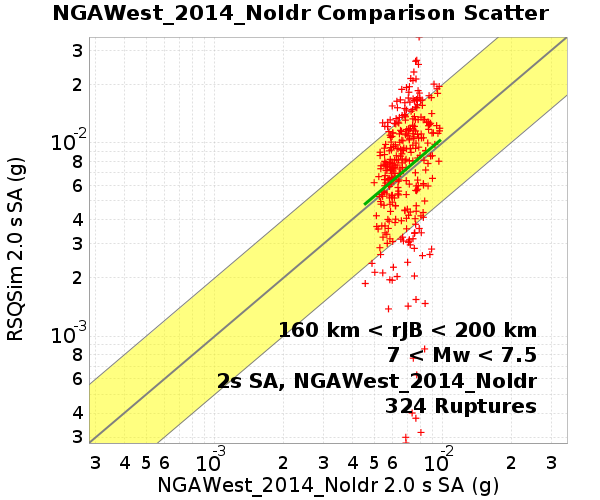 NGAWest_2014_NoIdr Comparison Scatter
3
2
10-2
8
6
4
3
2
10-3
8
6
4
3
RSQSim 2.0 s SA (g)
160 km < rJB < 200 km
7 < Mw < 7.5
2s SA, NGAWest_2014_NoIdr
324 Ruptures
3 4 5 6 10-3 2 3 4 5 6 10-2 2 3
NGAWest_2014_NoIdr 2.0 s SA (g)